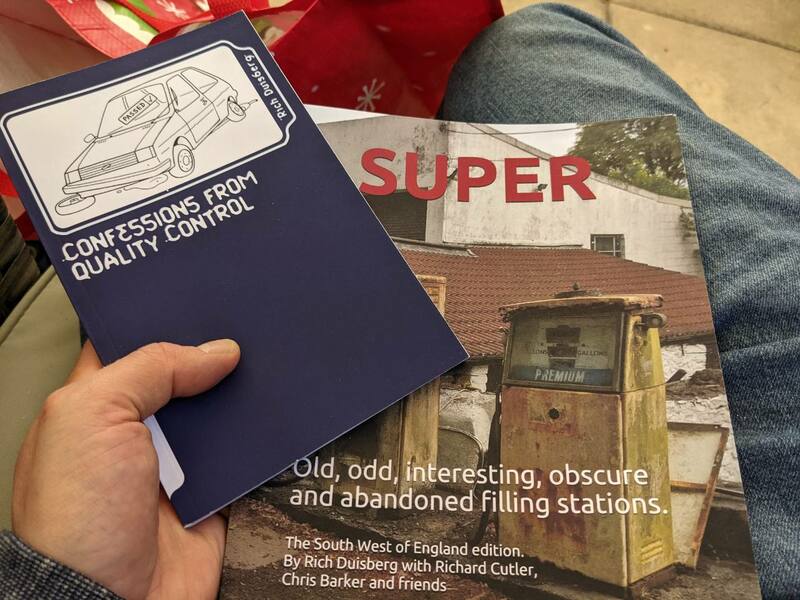 Rich Duisberg
PASSED
CONFESSIONS FROM
QUALITY CONTROL
SUPER
GALLONS
PREMIUM
Old, odd, interesting, obscure
and abandoned filling stations.
The South West of England edition.
By Rich Duisberg with Richard Cutler,
Chris Barker and friends